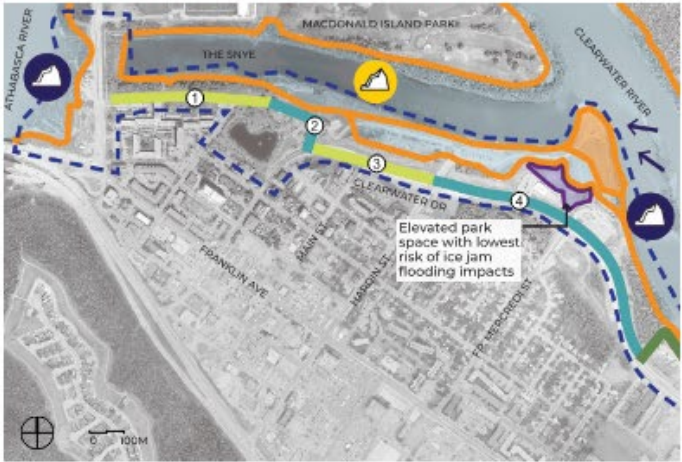 MACDONALD ISLAND PARK
THE SNYE
ATHABASCA RIVER
CLEARWATER RIVER
1
2
3
4
CLEARWATER DR
Elevated park
space with lowest
risk of ice jam
flooding impacts
MAIN ST
HARDIN ST
FRANKLIN AVE
FR. MERCREDI ST
0 100M